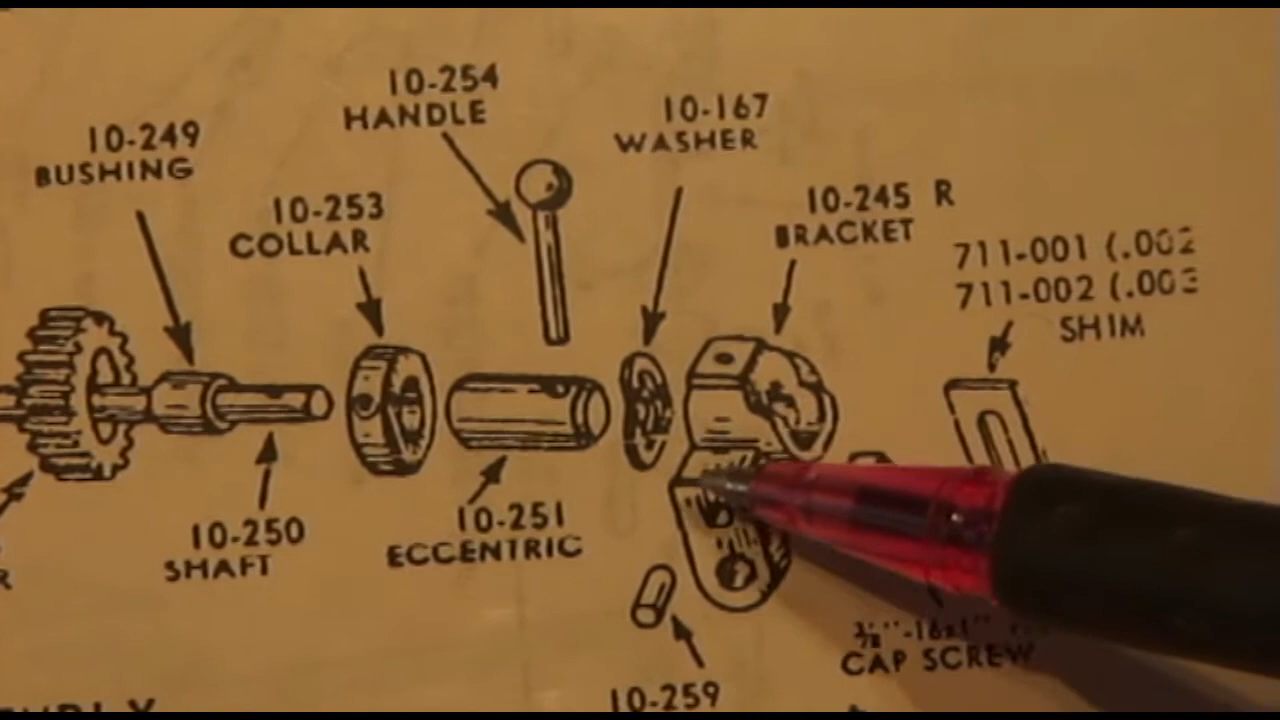 10-254
HANDLE
10-167
WASHER
10-249
BUSHING
10-253
COLLAR
10-245 R
BRACKET
711-001 (.002
711-002 (.003
SHIM
10-250
SHAFT
10-251
ECCENTRIC
R
CAP SCREW
10-259